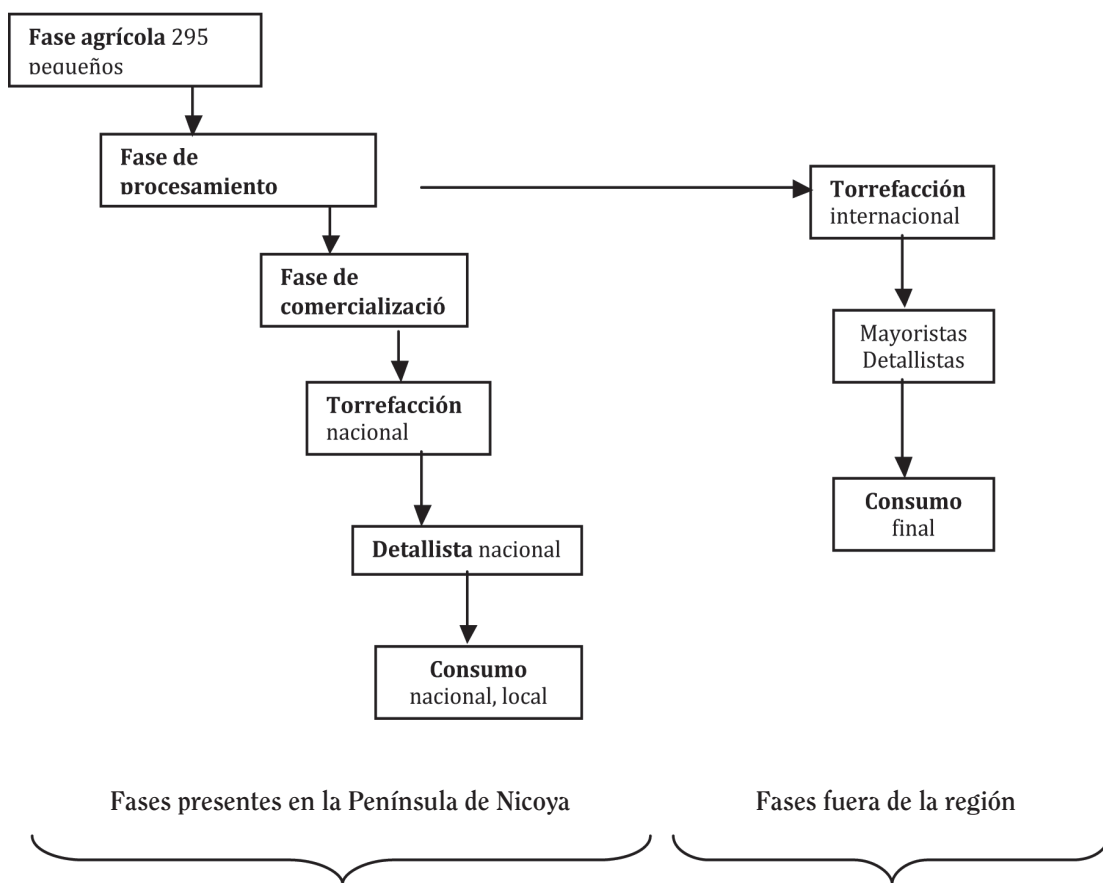 Fase agrícola 295
pequeños
Fase de
procesamiento
Fase de
comercializació
Torrefacción
nacional
Detallista nacional
Consumo
nacional, local
Torrefacción
internacional
Mayoristas
Detallistas
Consumo
final
Fases presentes en la Península de Nicoya
Fases fuera de la región